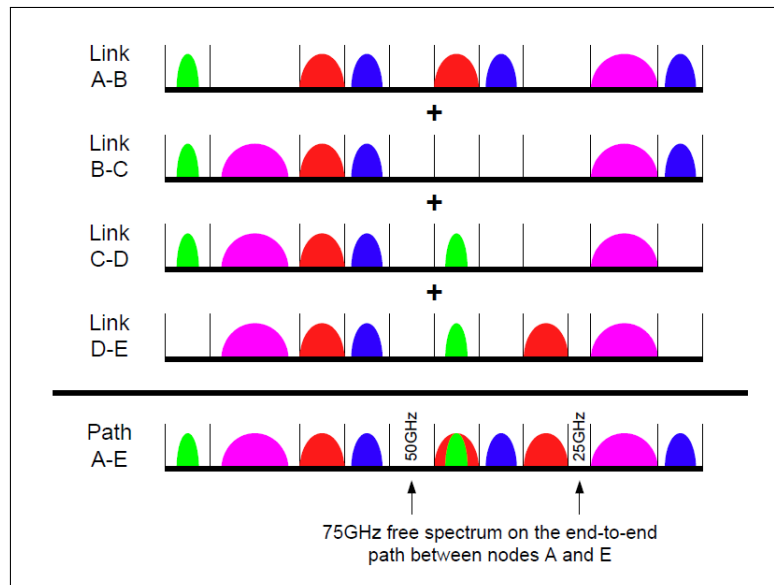 Link
A-B
+
Link
B-C
+
Link
C-D
+
Link
D-E
Path
A-E
50GHz
25GHz
75GHz free spectrum on the end-to-end
path between nodes A and E